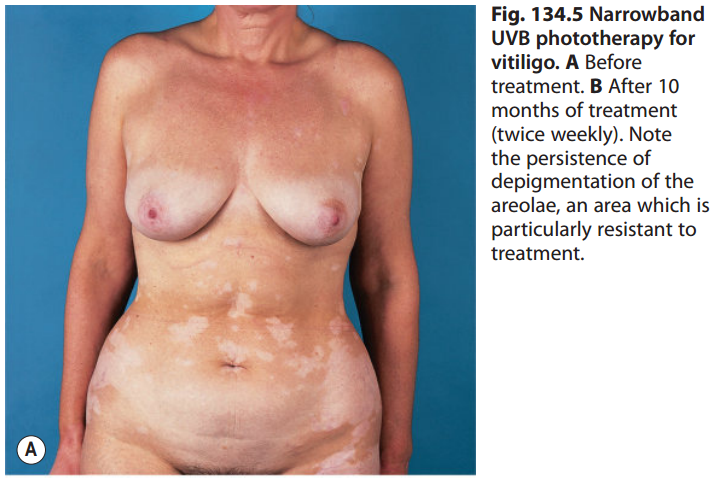 Fig. 134.5 Narrowband
UVB phototherapy for
vitiligo. A Before
treatment. B After 10
months of treatment
(twice weekly). Note
the persistence of
depigmentation of the
areolae, an area which is
particularly resistant to
treatment.
A